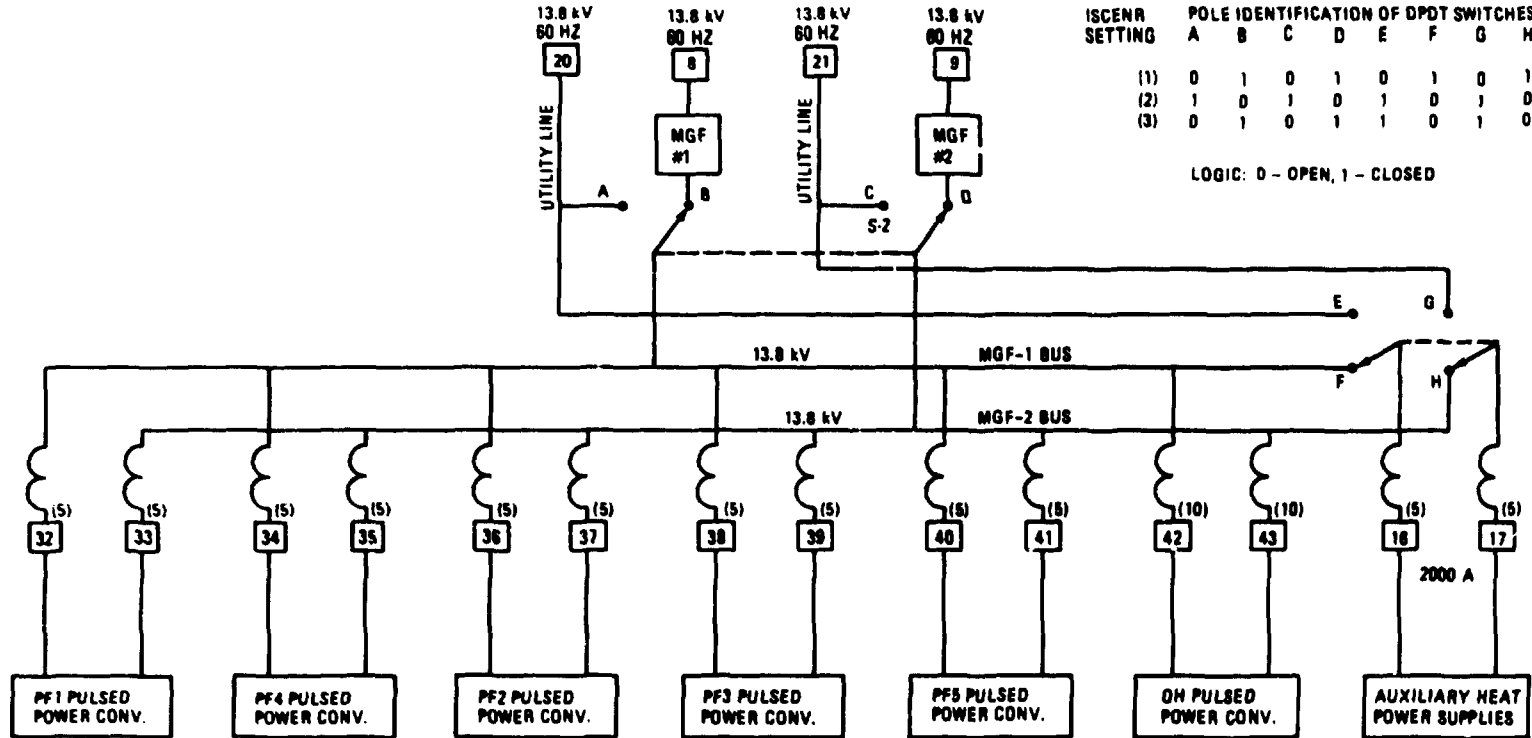 13.8 kV 13.8 kV 13.8 kV 13.8 kV
60 HZ 60 HZ 60 HZ 60 HZ
20 8 21 9
ISCENR POLE IDENTIFICATION OF DPDT SWITCHES
SETTING A B C D E F G H
(1) 0 1 0 1 0 1 0 1
(2) 1 0 1 0 1 0 1 0
(3) 0 1 0 1 1 0 1 0
LOGIC: 0 - OPEN, 1 - CLOSED
UTILITY LINE
MGF
#1
UTILITY LINE
MGF
#2
A B C D
S-2
E G
13.8 kV MGF-1 BUS
F H
13.8 kV MGF-2 BUS
(5) (5) (5) (5) (5) (5) (5) (5) (5) (5) (10) (10) (5) (5)
32 33 34 35 36 37 38 39 40 41 42 43 16 17
2000 A
PF1 PULSED
POWER CONV.
PF4 PULSED
POWER CONV.
PF2 PULSED
POWER CONV.
PF3 PULSED
POWER CONV.
PF5 PULSED
POWER CONV.
OH PULSED
POWER CONV.
AUXILIARY HEAT
POWER SUPPLIES